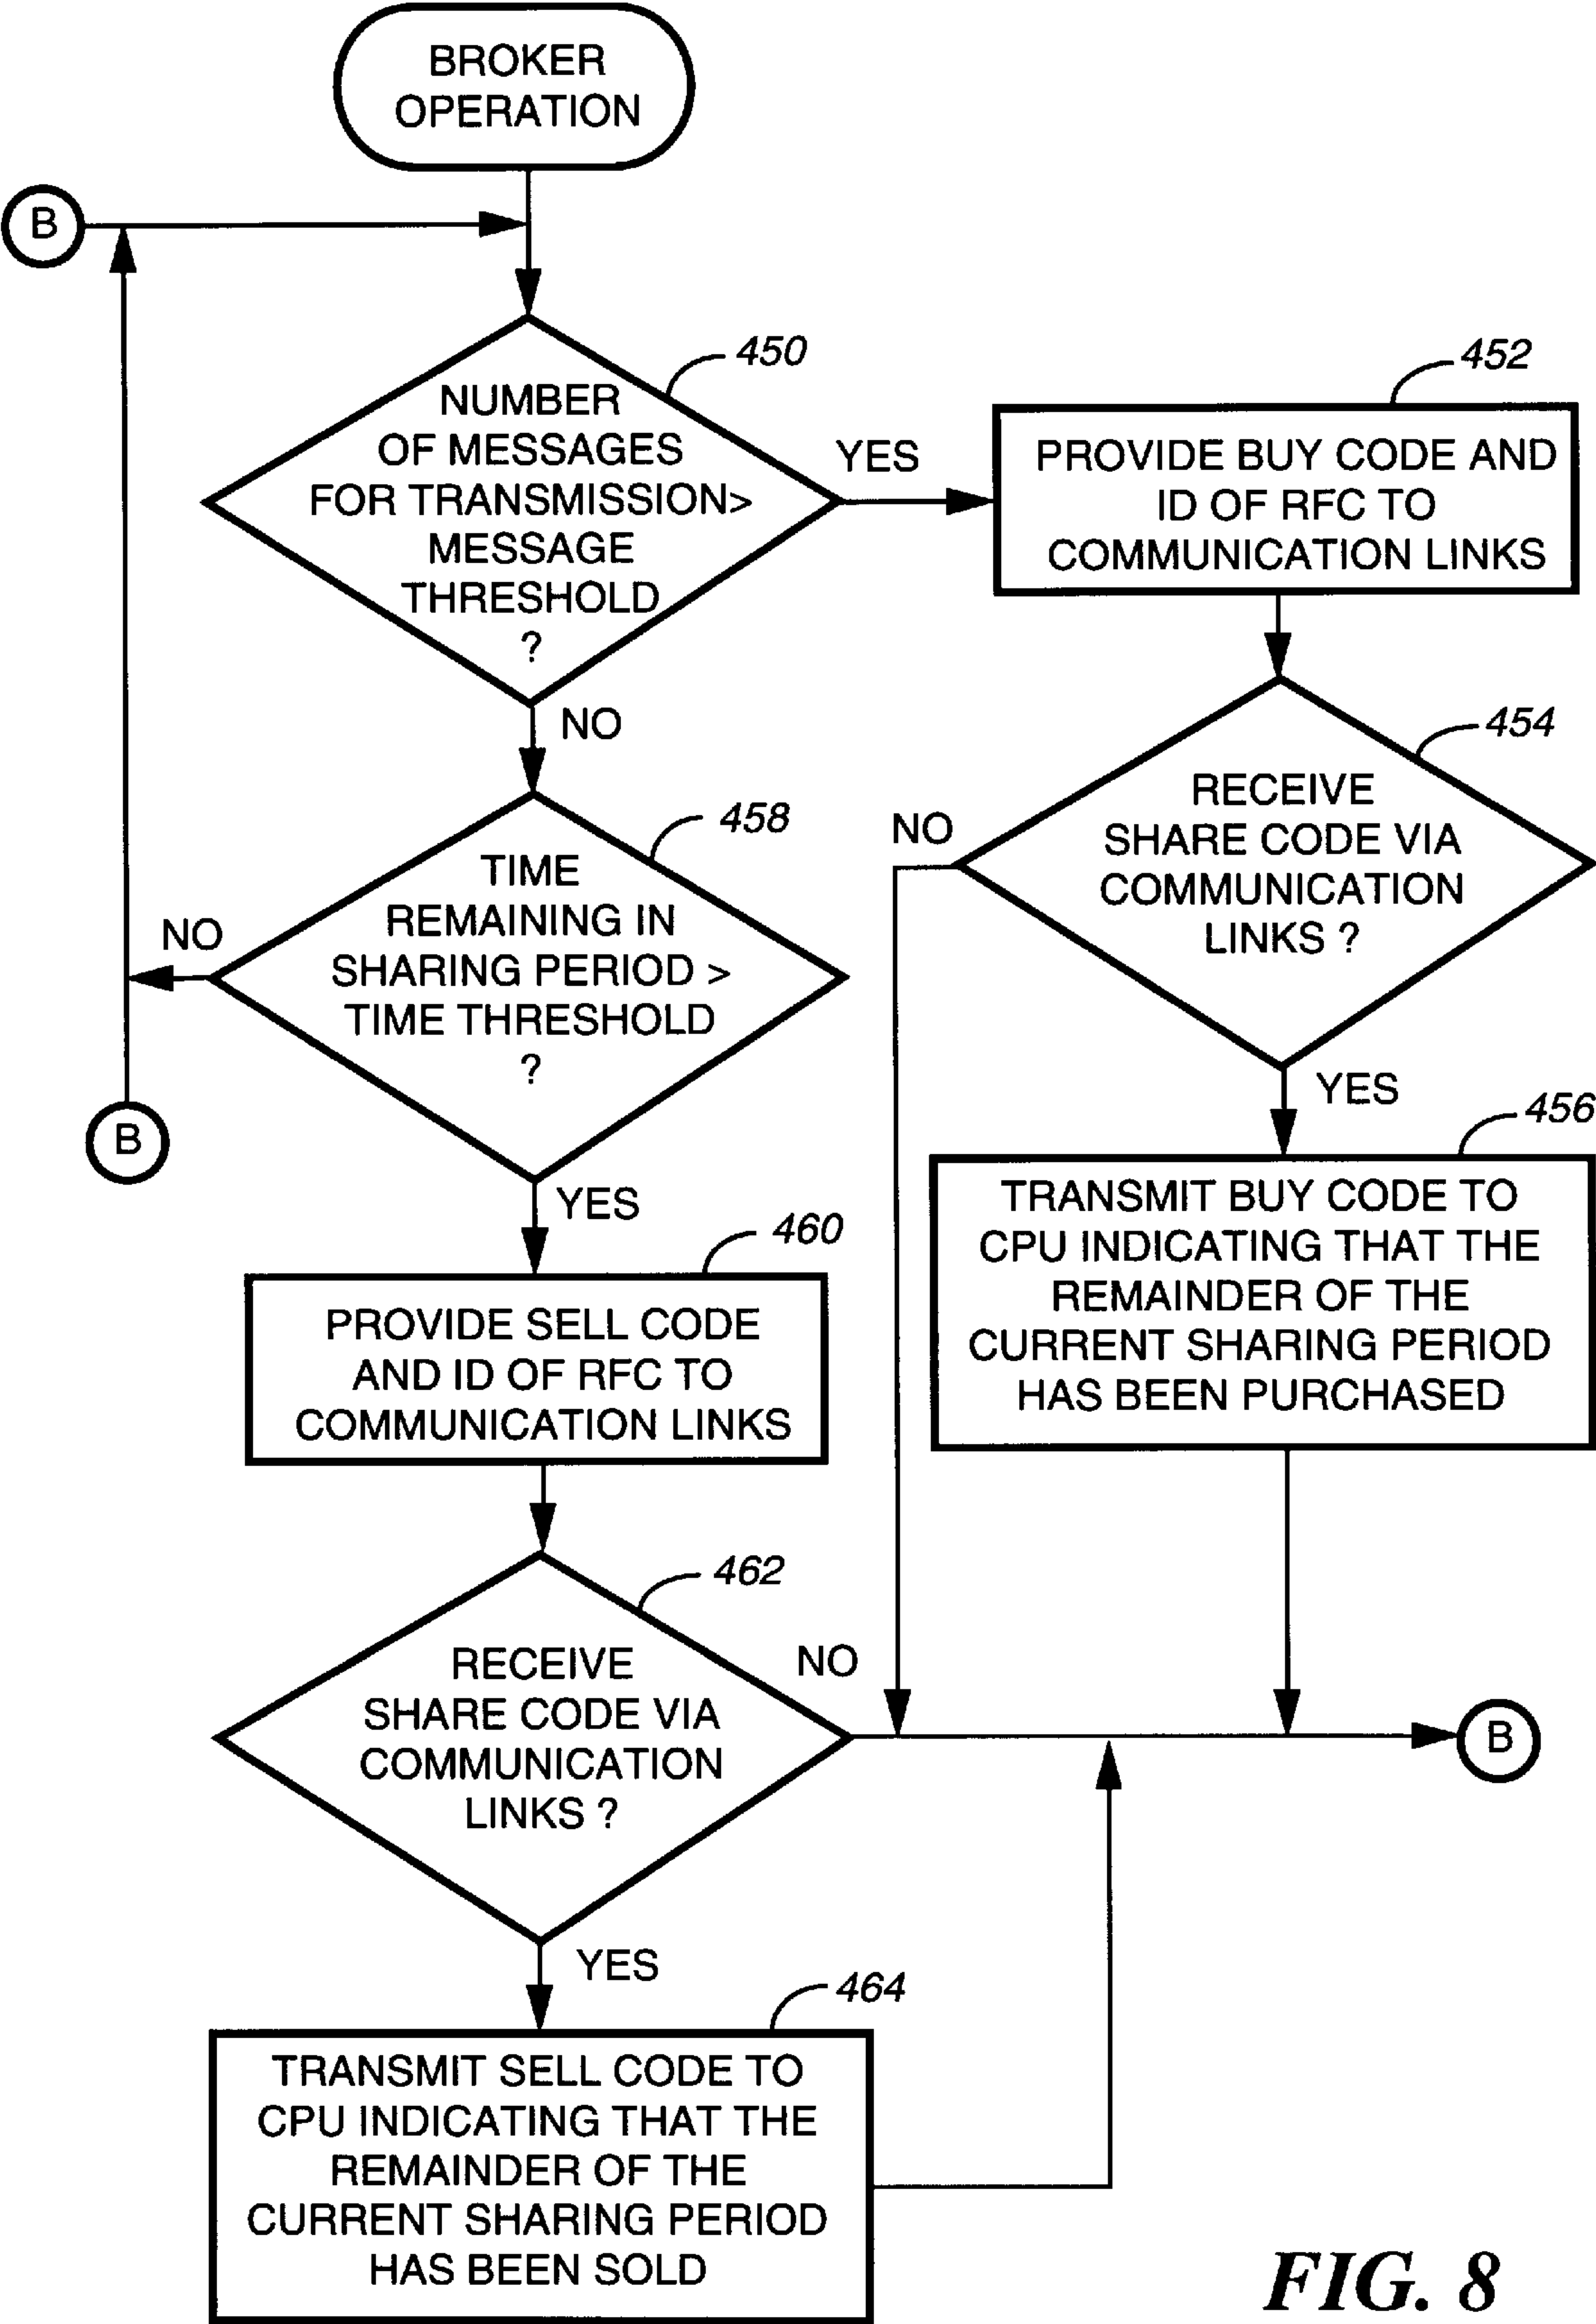 BROKER
OPERATION
B
450
NUMBER
OF MESSAGES
FOR TRANSMISSION>
MESSAGE
THRESHOLD
?
YES
452
PROVIDE BUY CODE AND
ID OF RFC TO
COMMUNICATION LINKS
NO
454
RECEIVE
SHARE CODE VIA
COMMUNICATION
LINKS ?
NO
YES
458
TIME
REMAINING IN
SHARING PERIOD >
TIME THRESHOLD
?
NO
B
YES
456
TRANSMIT BUY CODE TO
CPU INDICATING THAT THE
REMAINDER OF THE
CURRENT SHARING PERIOD
HAS BEEN PURCHASED
460
PROVIDE SELL CODE
AND ID OF RFC TO
COMMUNICATION LINKS
462
RECEIVE
SHARE CODE VIA
COMMUNICATION
LINKS ?
NO
B
YES
464
TRANSMIT SELL CODE TO
CPU INDICATING THAT THE
REMAINDER OF THE
CURRENT SHARING PERIOD
HAS BEEN SOLD
FIG. 8